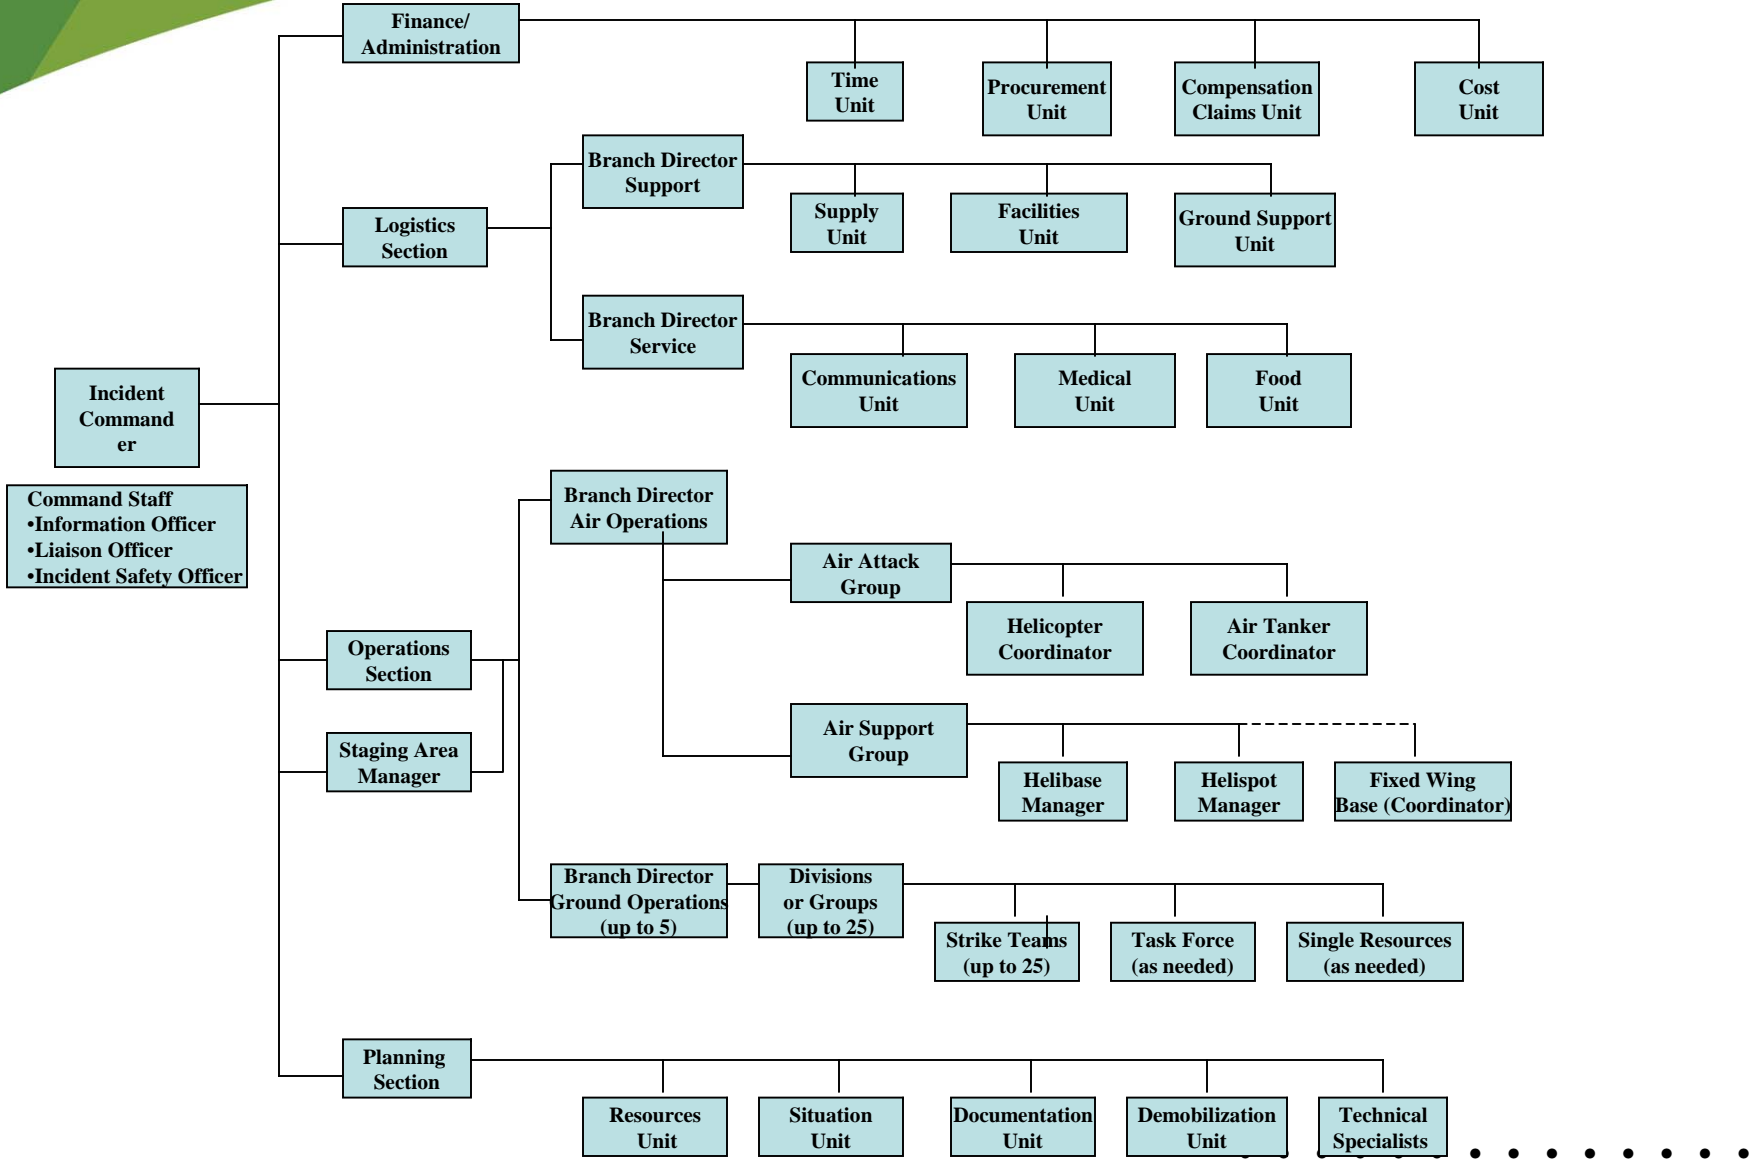 Finance/
Administration
Time
Unit
Procurement
Unit
Compensation
Claims Unit
Cost
Unit
Branch Director
Support
Supply
Unit
Facilities
Unit
Ground Support
Unit
Logistics
Section
Branch Director
Service
Communications
Unit
Medical
Unit
Food
Unit
Incident
Command
er
Command Staff
•Information Officer
•Liaison Officer
•Incident Safety Officer
Branch Director
Air Operations
Air Attack
Group
Helicopter
Coordinator
Air Tanker
Coordinator
Operations
Section
Staging Area
Manager
Air Support
Group
Helibase
Manager
Helispot
Manager
Fixed Wing
Base (Coordinator)
Branch Director
Ground Operations
(up to 5)
Divisions
or Groups
(up to 25)
Strike Teams
(up to 25)
Task Force
(as needed)
Single Resources
(as needed)
Planning
Section
Resources
Unit
Situation
Unit
Documentation
Unit
Demobilization
Unit
Technical
Specialists